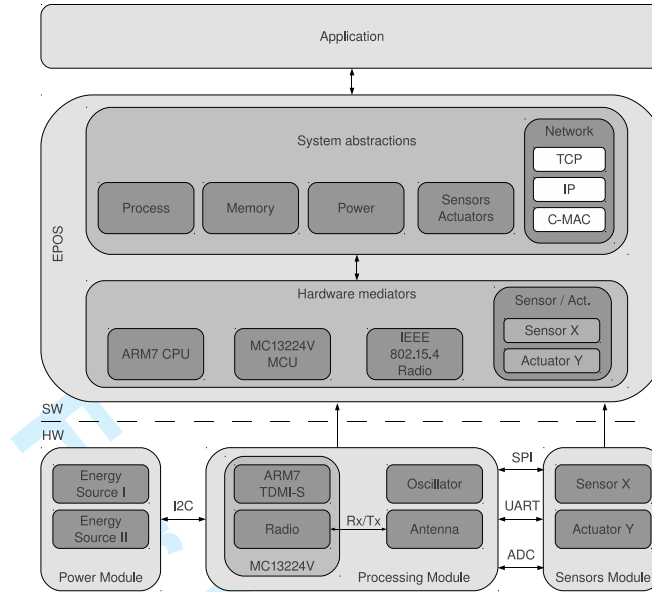 Application
EPOS
System abstractions
Process
Memory
Power
Sensors
Actuators
Network
TCP
IP
C-MAC
Hardware mediators
ARM7 CPU
MC13224V
MCU
IEEE
802.15.4
Radio
Sensor / Act.
Sensor X
Actuator Y
SW
HW
Energy
Source I
Energy
Source II
Power Module
I2C
ARM7
TDMI-S
Radio
MC13224V
Rx/Tx
Oscillator
Antenna
Processing Module
SPI
UART
ADC
Sensor X
Actuator Y
Sensors Module